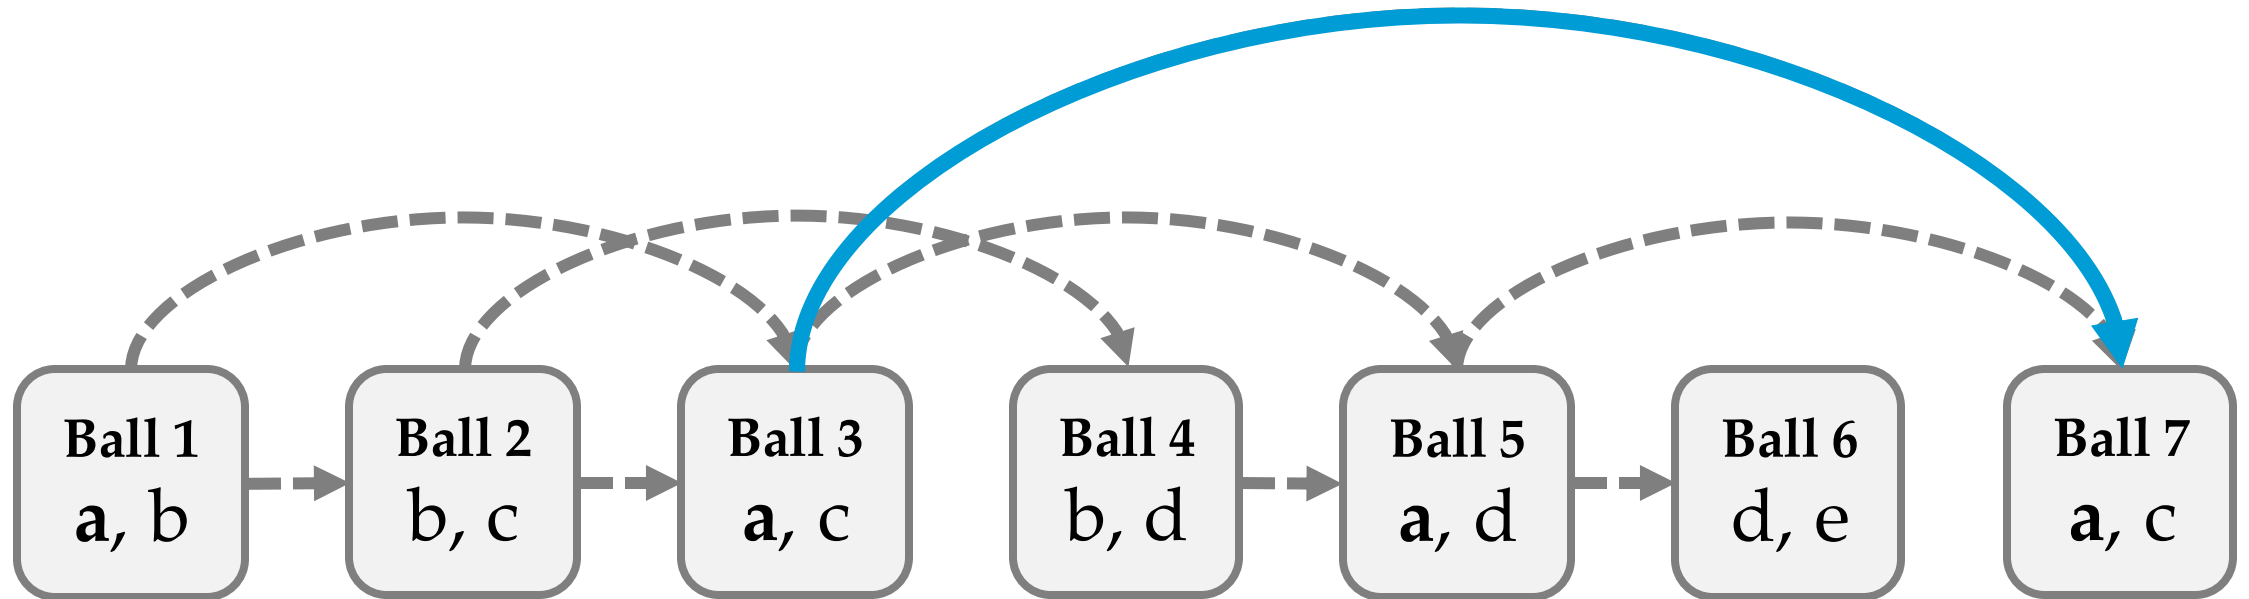 Ball 1
a, b
Ball 2
b, c
Ball 3
a, c
Ball 4
b, d
Ball 5
a, d
Ball 6
d, e
Ball 7
a, c